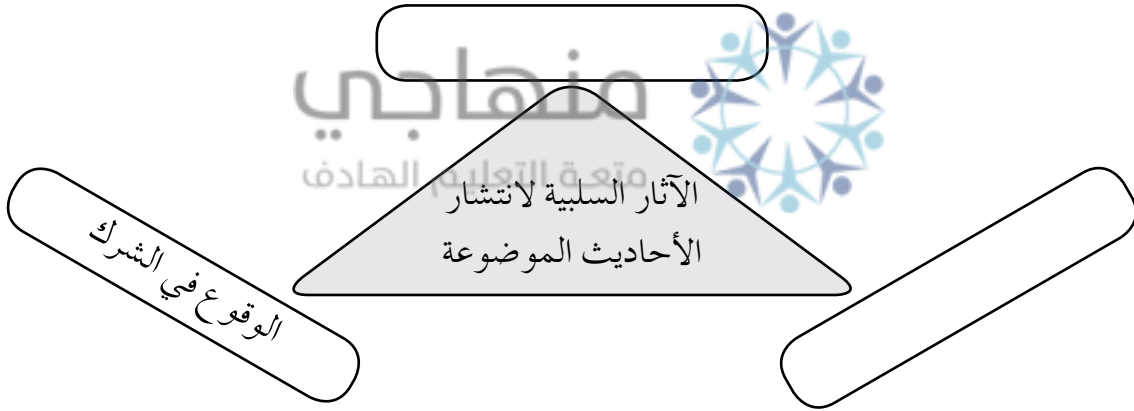 منهاجي
متعة التعليم الهادف
الآثار السلبية لانتشار
الأحاديث الموضوعة
الوقوع في الشرك